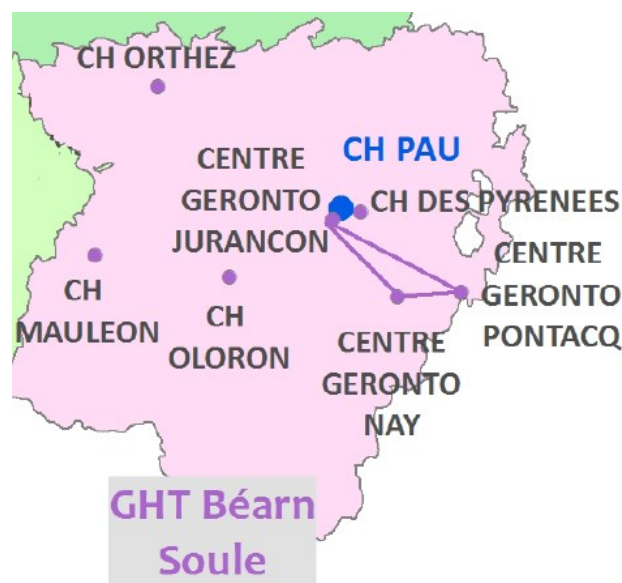 CH ORTHEZ
CH PAU
CENTRE
GERONTO
JURANCON
CH DES PYRENEES
CENTRE
GERONTO
PONTACQ
CH
MAULEON
CH
OLORON
CENTRE
GERONTO
NAY
GHT Béarn
Soule